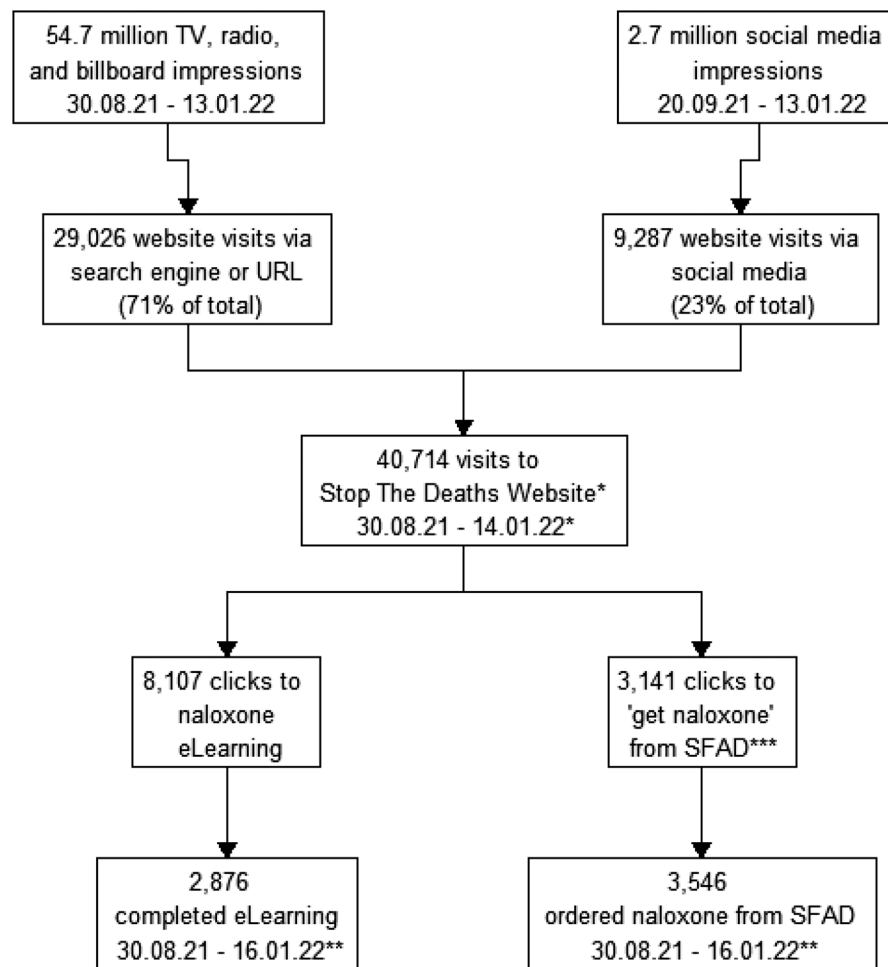 54.7 million TV, radio,
and billboard impressions
30.08.21 - 13.01.22
2.7 million social media
impressions
20.09.21 - 13.01.22
29,026 website visits via
search engine or URL
(71% of total)
9,287 website visits via
social media
(23% of total)
40,714 visits to
Stop The Deaths Website*
30.08.21 - 14.01.22*
8,107 clicks to
naloxone
eLearning
3,141 clicks to
'get naloxone'
from SFAD***
2,876
completed eLearning
30.08.21 - 16.01.22**
3,546
ordered naloxone from SFAD
30.08.21 - 16.01.22**